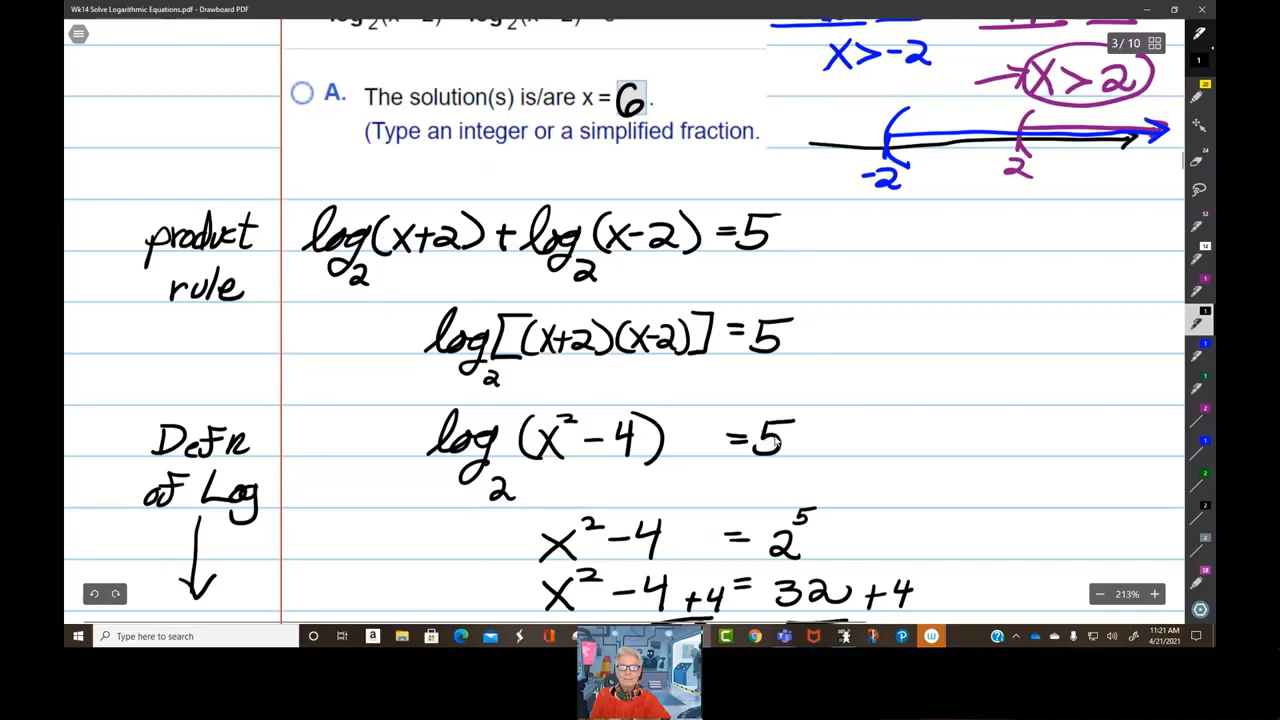 Wk14 Solve Logarithmic Equations.pdf - Drawboard PDF
3 / 10
x > -2
→ x > 2
A. The solution(s) is/are x = 6.
(Type an integer or a simplified fraction.
-2
2
product
rule
log₂(x+2) + log₂(x-2) = 5
log₂[(x+2)(x-2)] = 5
Defn
of Log
log₂(x² - 4) = 5
x² - 4 = 2⁵
x² - 4 + 4 = 32 + 4
213%
Type here to search
11:21 AM
4/21/2021